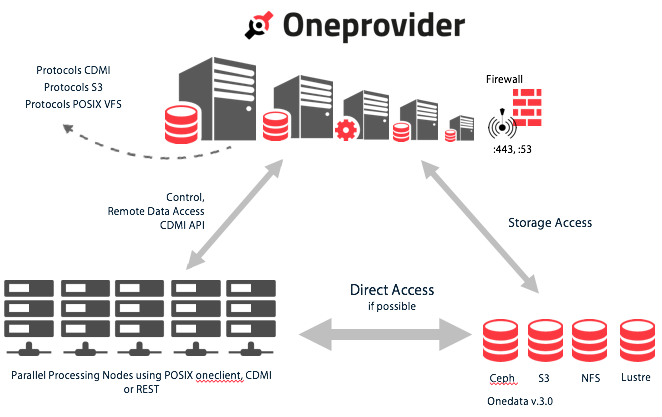 Oneprovider
Protocols CDMI
Protocols S3
Protocols POSIX VFS
Firewall
:443, :53
Control,
Remote Data Access
CDMI API
Storage Access
Direct Access
if possible
Parallel Processing Nodes using POSIX oneclient, CDMI
or REST
Ceph
S3
NFS
Lustre
Onedata v.3.0